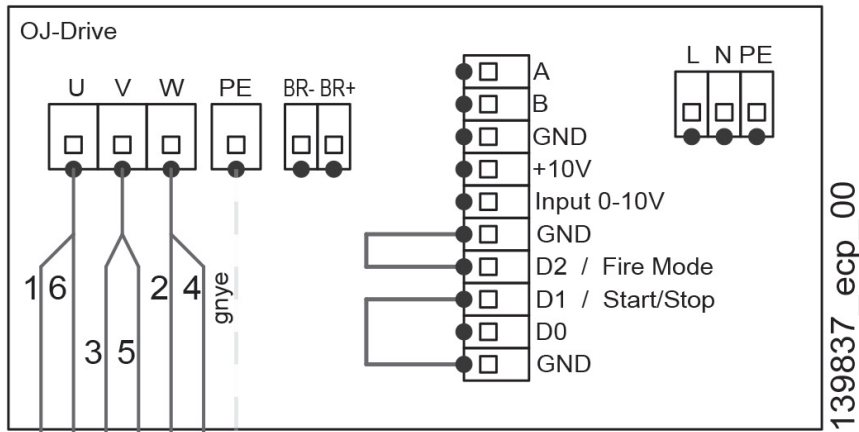 OJ-Drive
U V W PE BR- BR+
1 6 3 5 2 4 gnye
A
B
GND
+10V
Input 0-10V
GND
D2 / Fire Mode
D1 / Start/Stop
D0
GND
L N PE
139837_ecp_00